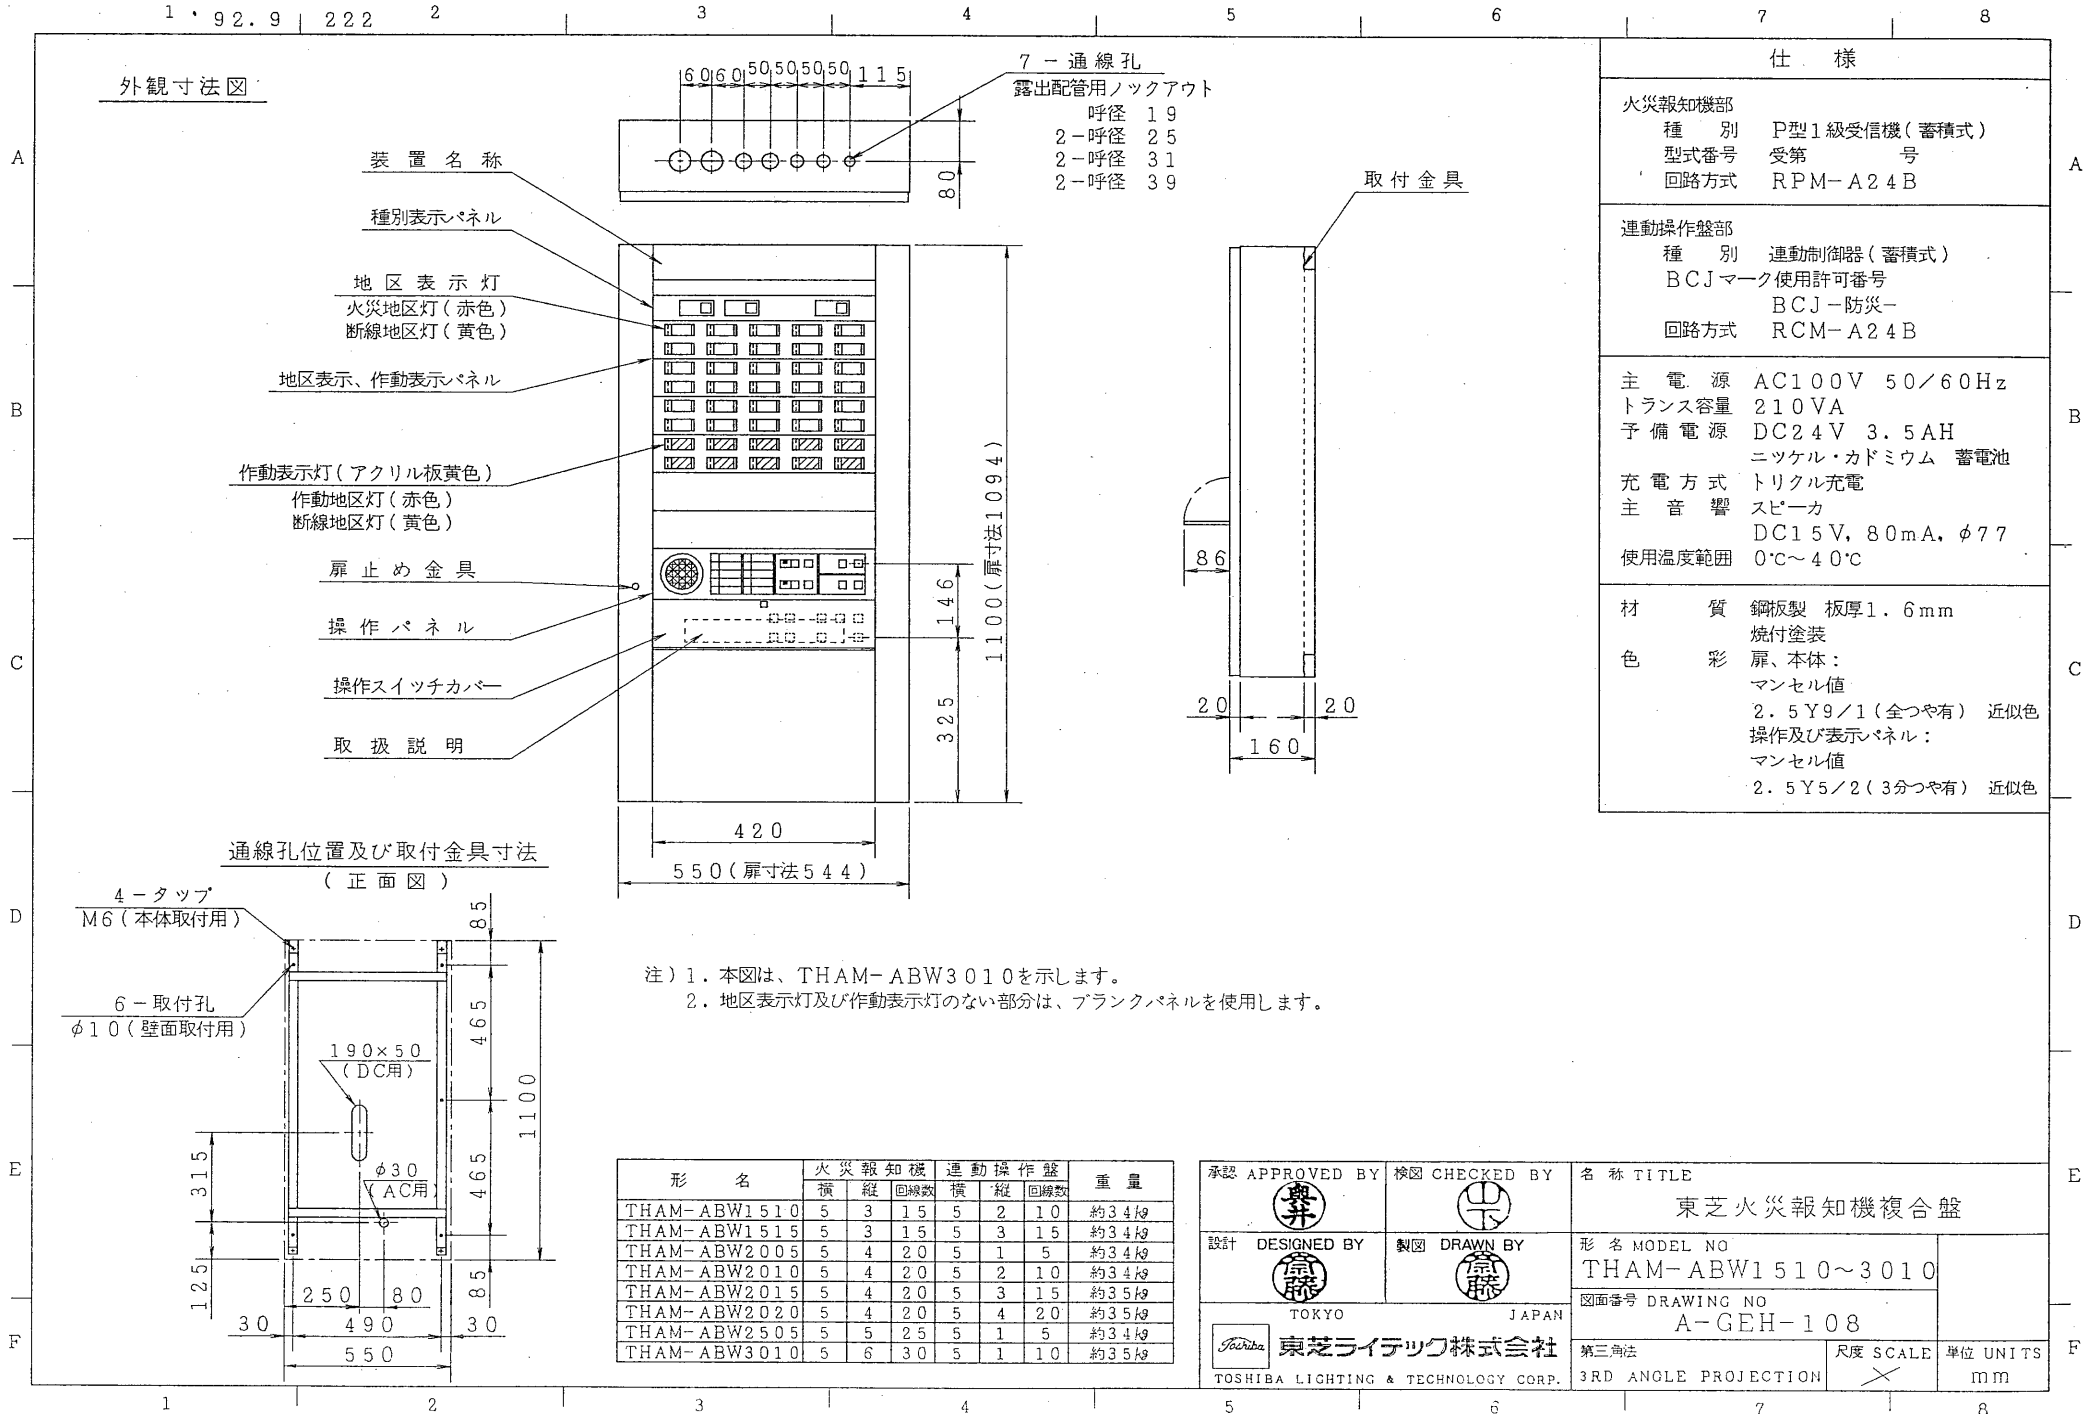 1 2 3 4 5 6 7 8
'92.9 222
外観寸法図
60 60 50 50 50 50 115
80
7-通線孔
露出配管用ノックアウト
呼径 19
2-呼径 25
2-呼径 31
2-呼径 39
装置名称
種別表示パネル
地区表示灯
火災地区灯(赤色)
断線地区灯(黄色)
地区表示、作動表示パネル
作動表示灯(アクリル板黄色)
作動地区灯(赤色)
断線地区灯(黄色)
扉止め金具
操作パネル
操作スイッチカバー
取扱説明
1100(扉寸法1094)
146
325
420
550(扉寸法544)
取付金具
86
20
20
160
仕様
火災報知機部
種別 P型1級受信機(蓄積式)
型式番号 受第 号
回路方式 RPM-A24B
連動操作盤部
種別 連動制御器(蓄積式)
BCJマーク使用許可番号
BCJ-防災-
回路方式 RCM-A24B
主電源 AC100V 50/60Hz
トランス容量 210VA
予備電源 DC24V 3.5AH
ニッケル・カドミウム 蓄電池
充電方式 トリクル充電
主音響 スピーカ
DC15V, 80mA, φ77
使用温度範囲 0℃~40℃
材質 鋼板製 板厚1.6mm
焼付塗装
色彩 扉、本体:
マンセル値
2.5Y9/1(全つや有) 近似色
操作及び表示パネル:
マンセル値
2.5Y5/2(3分つや有) 近似色
通線孔位置及び取付金具寸法
(正面図)
4-タップ
M6(本体取付用)
6-取付孔
φ10(壁面取付用)
190×50
(DC用)
φ30
(AC用)
85
465
1100
465
85
315
125
250 80
30 490 30
550
注)1. 本図は、THAM-ABW3010を示します。
2. 地区表示灯及び作動表示灯のない部分は、ブランクパネルを使用します。
形名 火災報知機 連動操作盤 重量
横 縦 回線数 横 縦 回線数
THAM-ABW1510 5 3 15 5 2 10 約34kg
THAM-ABW1515 5 3 15 5 3 15 約34kg
THAM-ABW2005 5 4 20 5 1 5 約34kg
THAM-ABW2010 5 4 20 5 2 10 約34kg
THAM-ABW2015 5 4 20 5 3 15 約35kg
THAM-ABW2020 5 4 20 5 4 20 約35kg
THAM-ABW2505 5 5 25 5 1 5 約34kg
THAM-ABW3010 5 6 30 5 1 10 約35kg
承認 APPROVED BY
奥井
検図 CHECKED BY
山下
設計 DESIGNED BY
斎藤
製図 DRAWN BY
斎藤
TOKYO JAPAN
Toshiba 東芝ライテック株式会社
TOSHIBA LIGHTING & TECHNOLOGY CORP.
名称 TITLE
東芝火災報知機複合盤
形名 MODEL NO
THAM-ABW1510~3010
図面番号 DRAWING NO
A-GEH-108
第三角法
3RD ANGLE PROJECTION
尺度 SCALE
単位 UNITS
mm
A A
B B
C C
D D
E E
F F
1 2 3 4 5 6 7 8